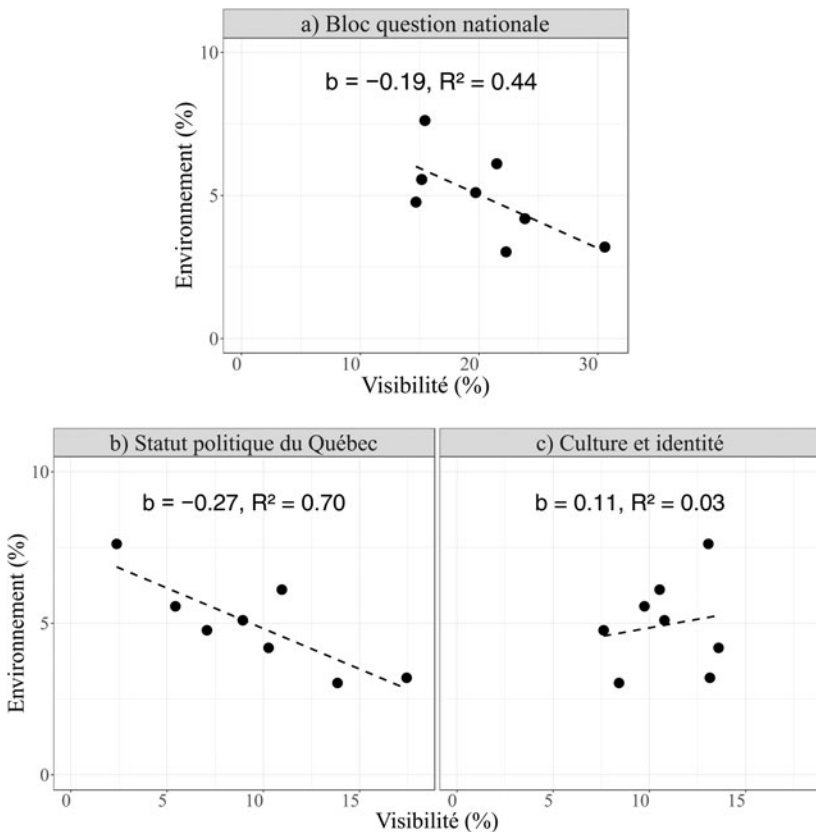 a) Bloc question nationale
b = −0.19, R² = 0.44
10
5
0
Environnement (%)
0 10 20 30
Visibilité (%)
b) Statut politique du Québec
c) Culture et identité
b = −0.27, R² = 0.70
b = 0.11, R² = 0.03
10
5
0
Environnement (%)
0 5 10 15
0 5 10 15
Visibilité (%)